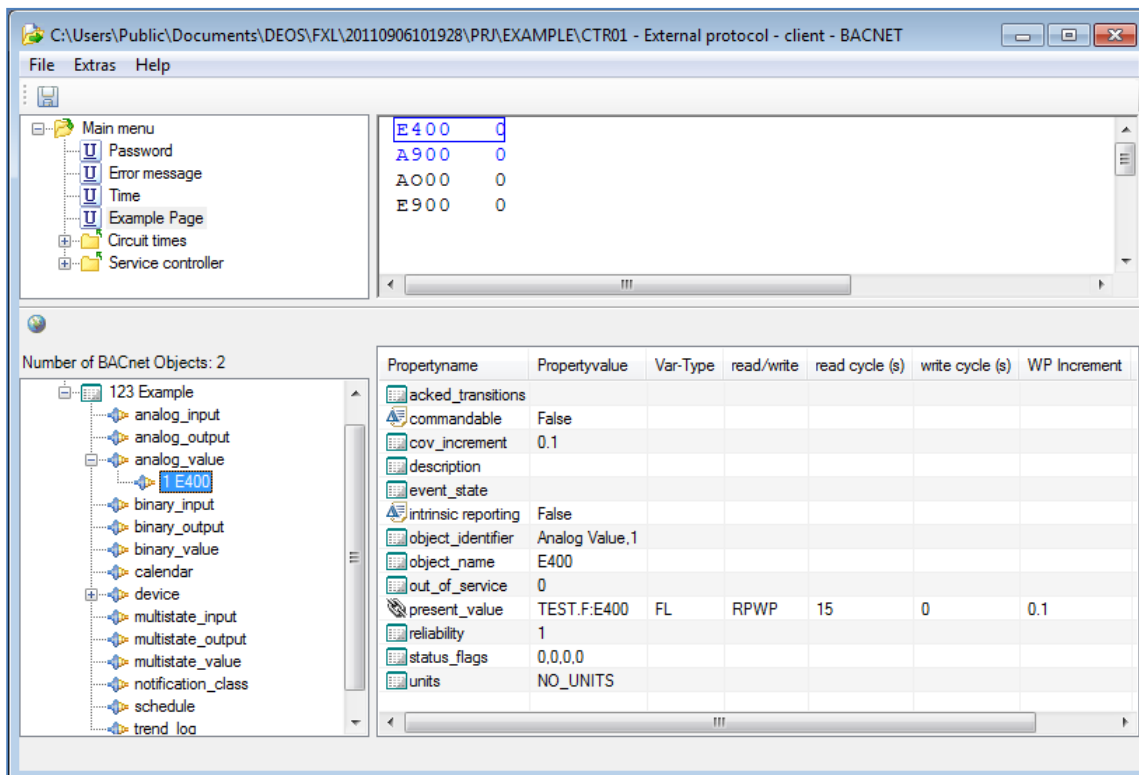 C:\Users\Public\Documents\DEOS\FXL\20110906101928\PRJ\EXAMPLE\CTR01 - External protocol - client - BACNET
File Extras Help
Main menu
U Password
U Error message
U Time
U Example Page
Circuit times
Service controller
E400 0
A900 0
AO00 0
E900 0
Number of BACnet Objects: 2
123 Example
analog_input
analog_output
analog_value
1 E400
binary_input
binary_output
binary_value
calendar
device
multistate_input
multistate_output
multistate_value
notification_class
schedule
trend_log
Propertyname Propertyvalue Var-Type read/write read cycle (s) write cycle (s) WP Increment
acked_transitions
commandable False
cov_increment 0.1
description
event_state
intrinsic reporting False
object_identifier Analog Value,1
object_name E400
out_of_service 0
present_value TEST.F:E400 FL RPWP 15 0 0.1
reliability 1
status_flags 0,0,0,0
units NO_UNITS